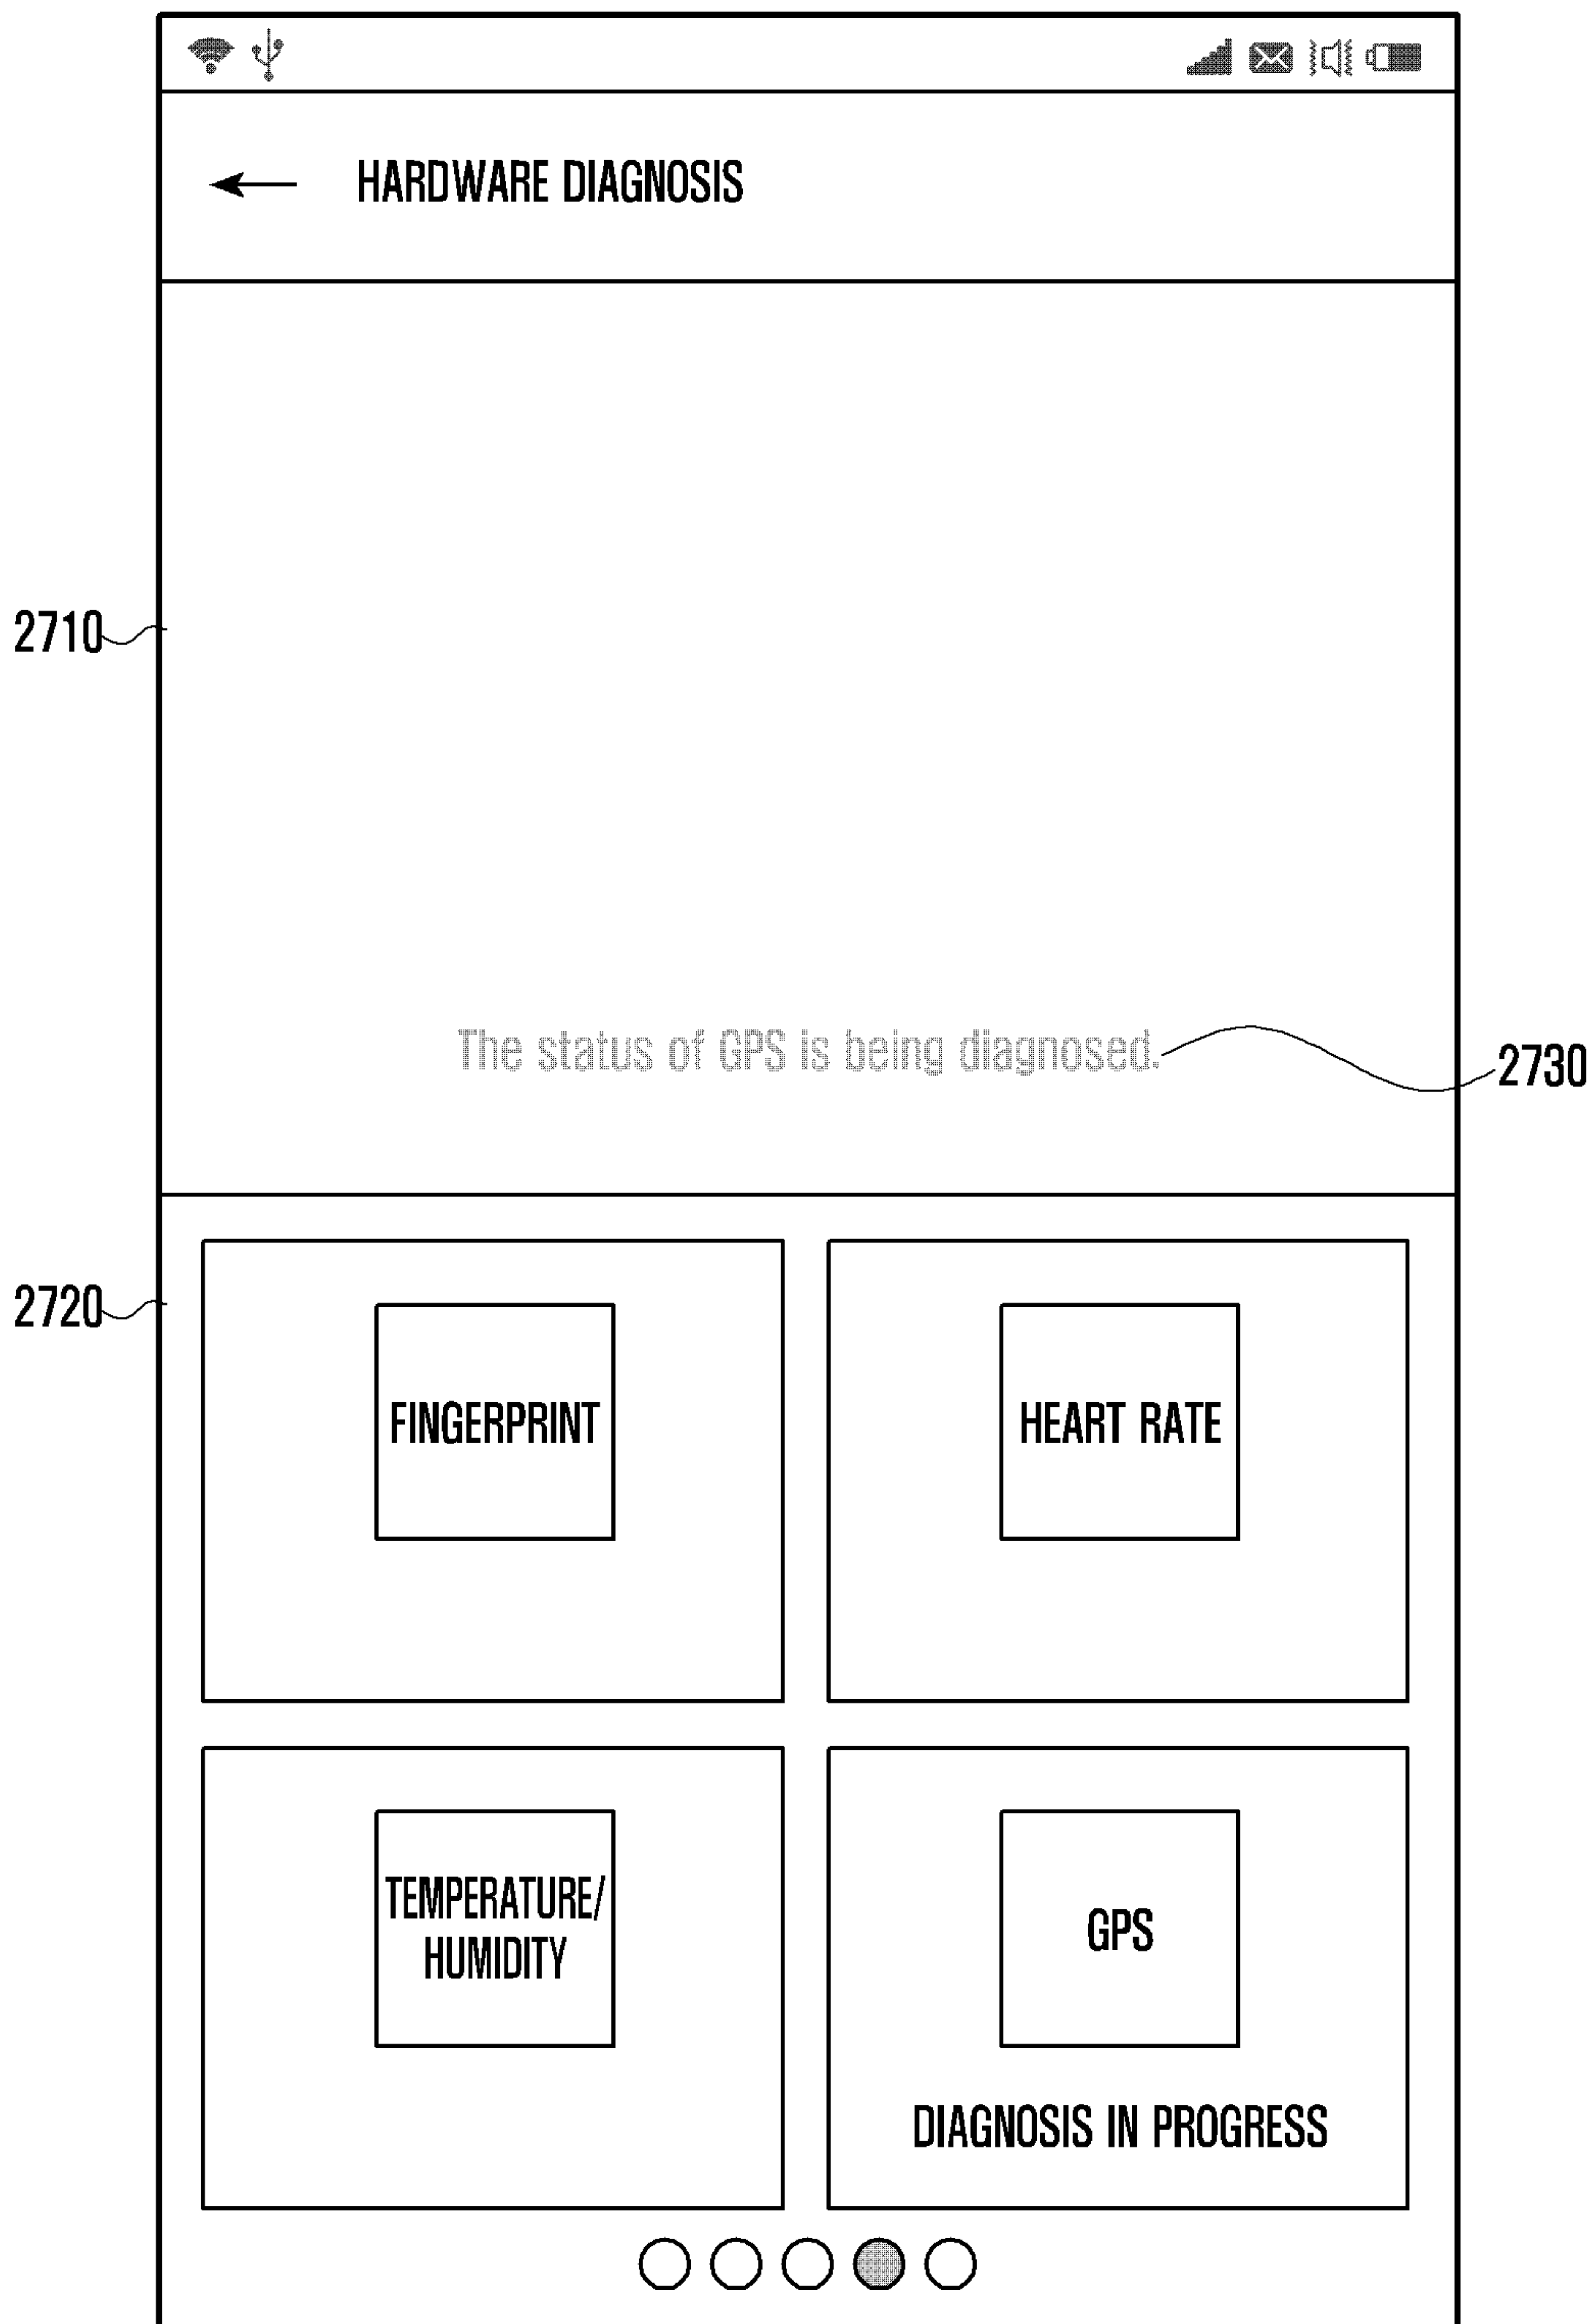 HARDWARE DIAGNOSIS
2710
The status of GPS is being diagnosed.
2730
2720
FINGERPRINT
HEART RATE
TEMPERATURE/
HUMIDITY
GPS
DIAGNOSIS IN PROGRESS